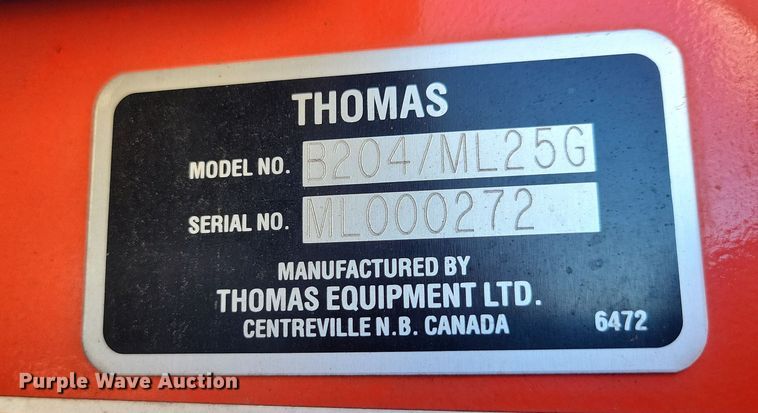 THOMAS
MODEL NO. B204/ML25G
SERIAL NO. ML000272
MANUFACTURED BY
THOMAS EQUIPMENT LTD.
CENTREVILLE N.B. CANADA 6472
Purple Wave Auction